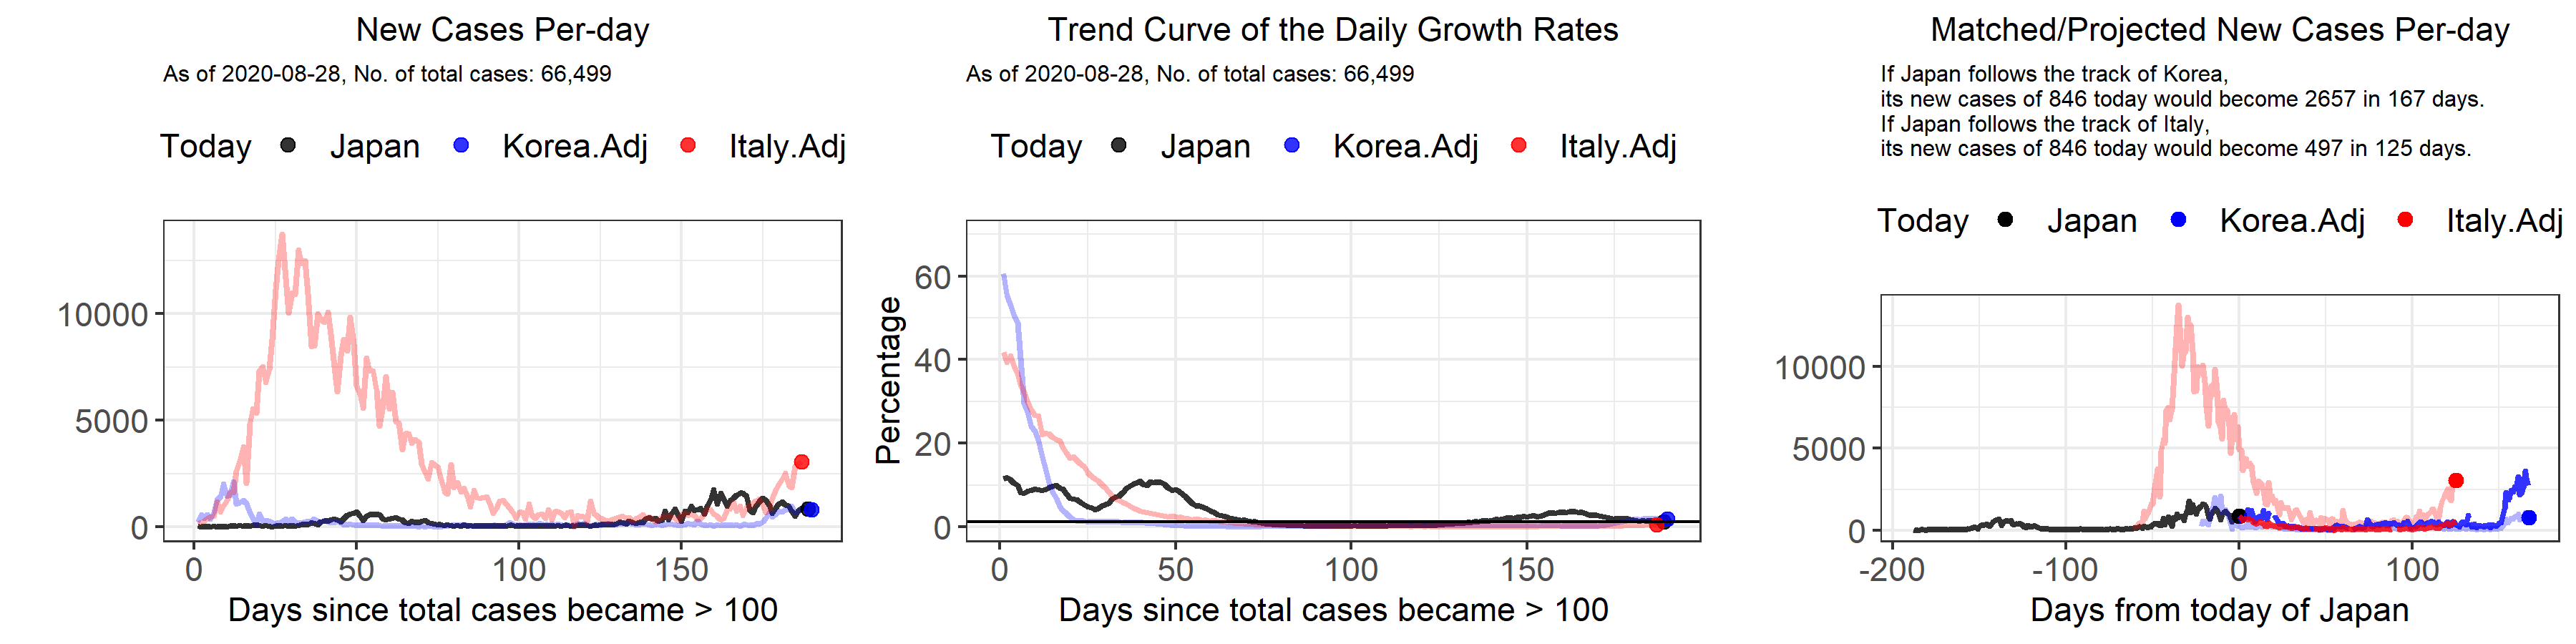 New Cases Per-day
As of 2020-08-28, No. of total cases: 66,499
Today Japan Korea.Adj Italy.Adj
10000
5000
0
0 50 100 150
Days since total cases became > 100
Trend Curve of the Daily Growth Rates
As of 2020-08-28, No. of total cases: 66,499
Today Japan Korea.Adj Italy.Adj
Percentage
60
40
20
0
0 50 100 150
Days since total cases became > 100
Matched/Projected New Cases Per-day
If Japan follows the track of Korea,
its new cases of 846 today would become 2657 in 167 days.
If Japan follows the track of Italy,
its new cases of 846 today would become 497 in 125 days.
Today Japan Korea.Adj Italy.Adj
10000
5000
0
-200 -100 0 100
Days from today of Japan